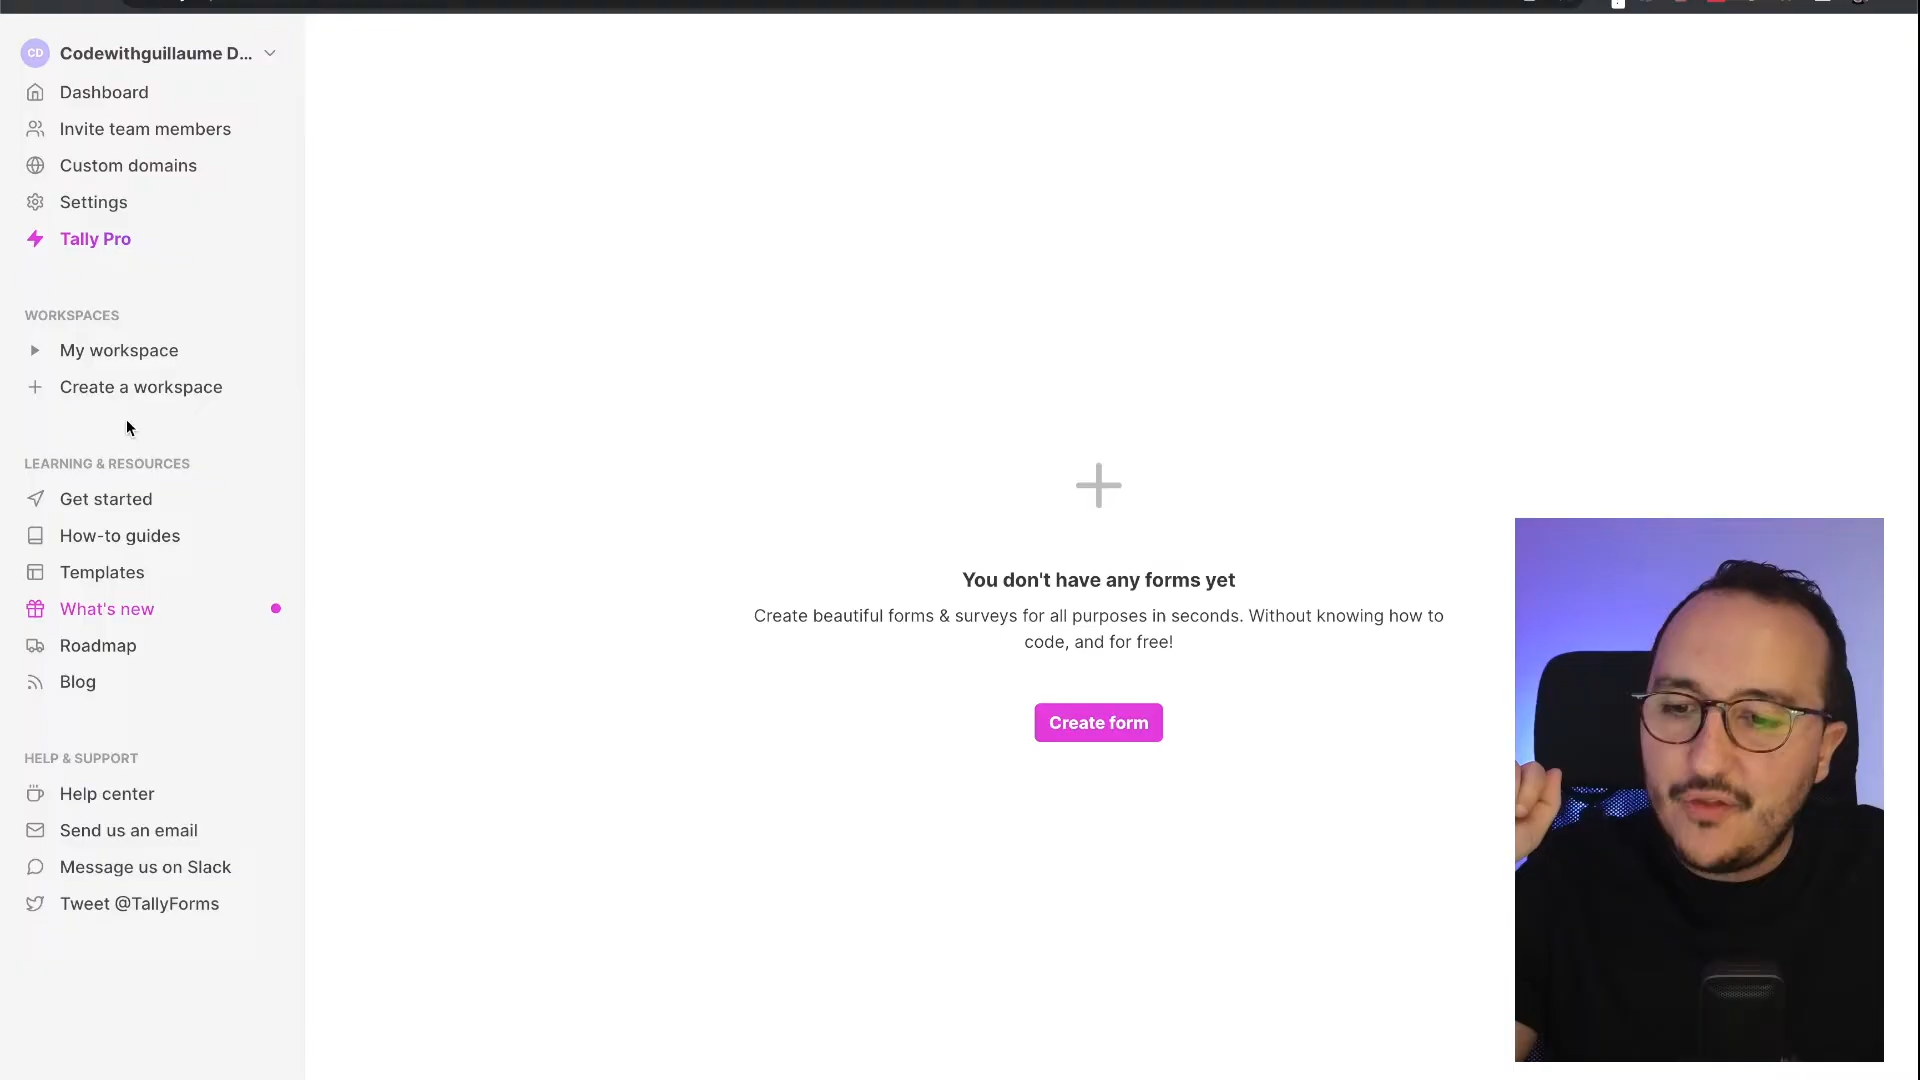 CD Codewithguillaume D...
Dashboard
Invite team members
Custom domains
Settings
Tally Pro
WORKSPACES
My workspace
Create a workspace
LEARNING & RESOURCES
Get started
How-to guides
Templates
What's new
Roadmap
Blog
HELP & SUPPORT
Help center
Send us an email
Message us on Slack
Tweet @TallyForms
You don't have any forms yet
Create beautiful forms & surveys for all purposes in seconds. Without knowing how to
code, and for free!
Create form